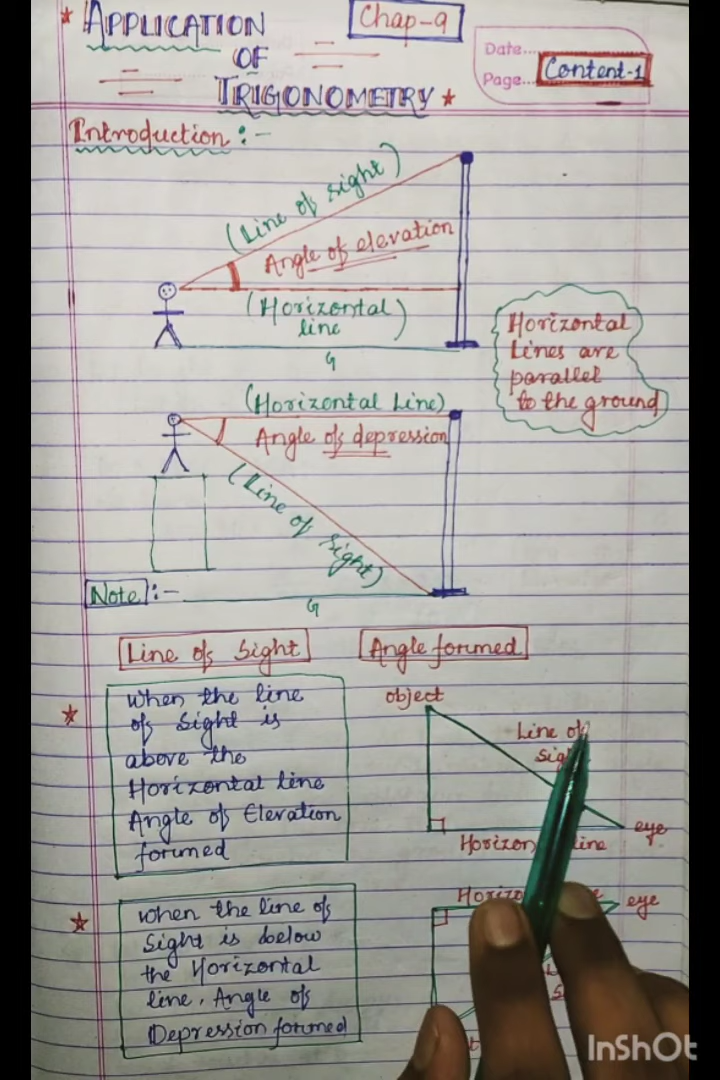 APPLICATION
OF
TRIGONOMETRY
Chap-9
Date....
Page...
Content-1
Introduction :-
(Line of Sight)
Angle of elevation
(Horizontal
line)
G
Horizontal
Lines are
parallel
to the ground
(Horizontal Line)
Angle of depression
(Line of Sight)
G
Note :-
Line of Sight
Angle formed
When the line
of Sight is
above the
Horizontal line
Angle of Elevation
formed
object
Line of
eye
When the line of
Sight is below
the Horizontal
line, Angle of
Depression formed
eye
InShOt